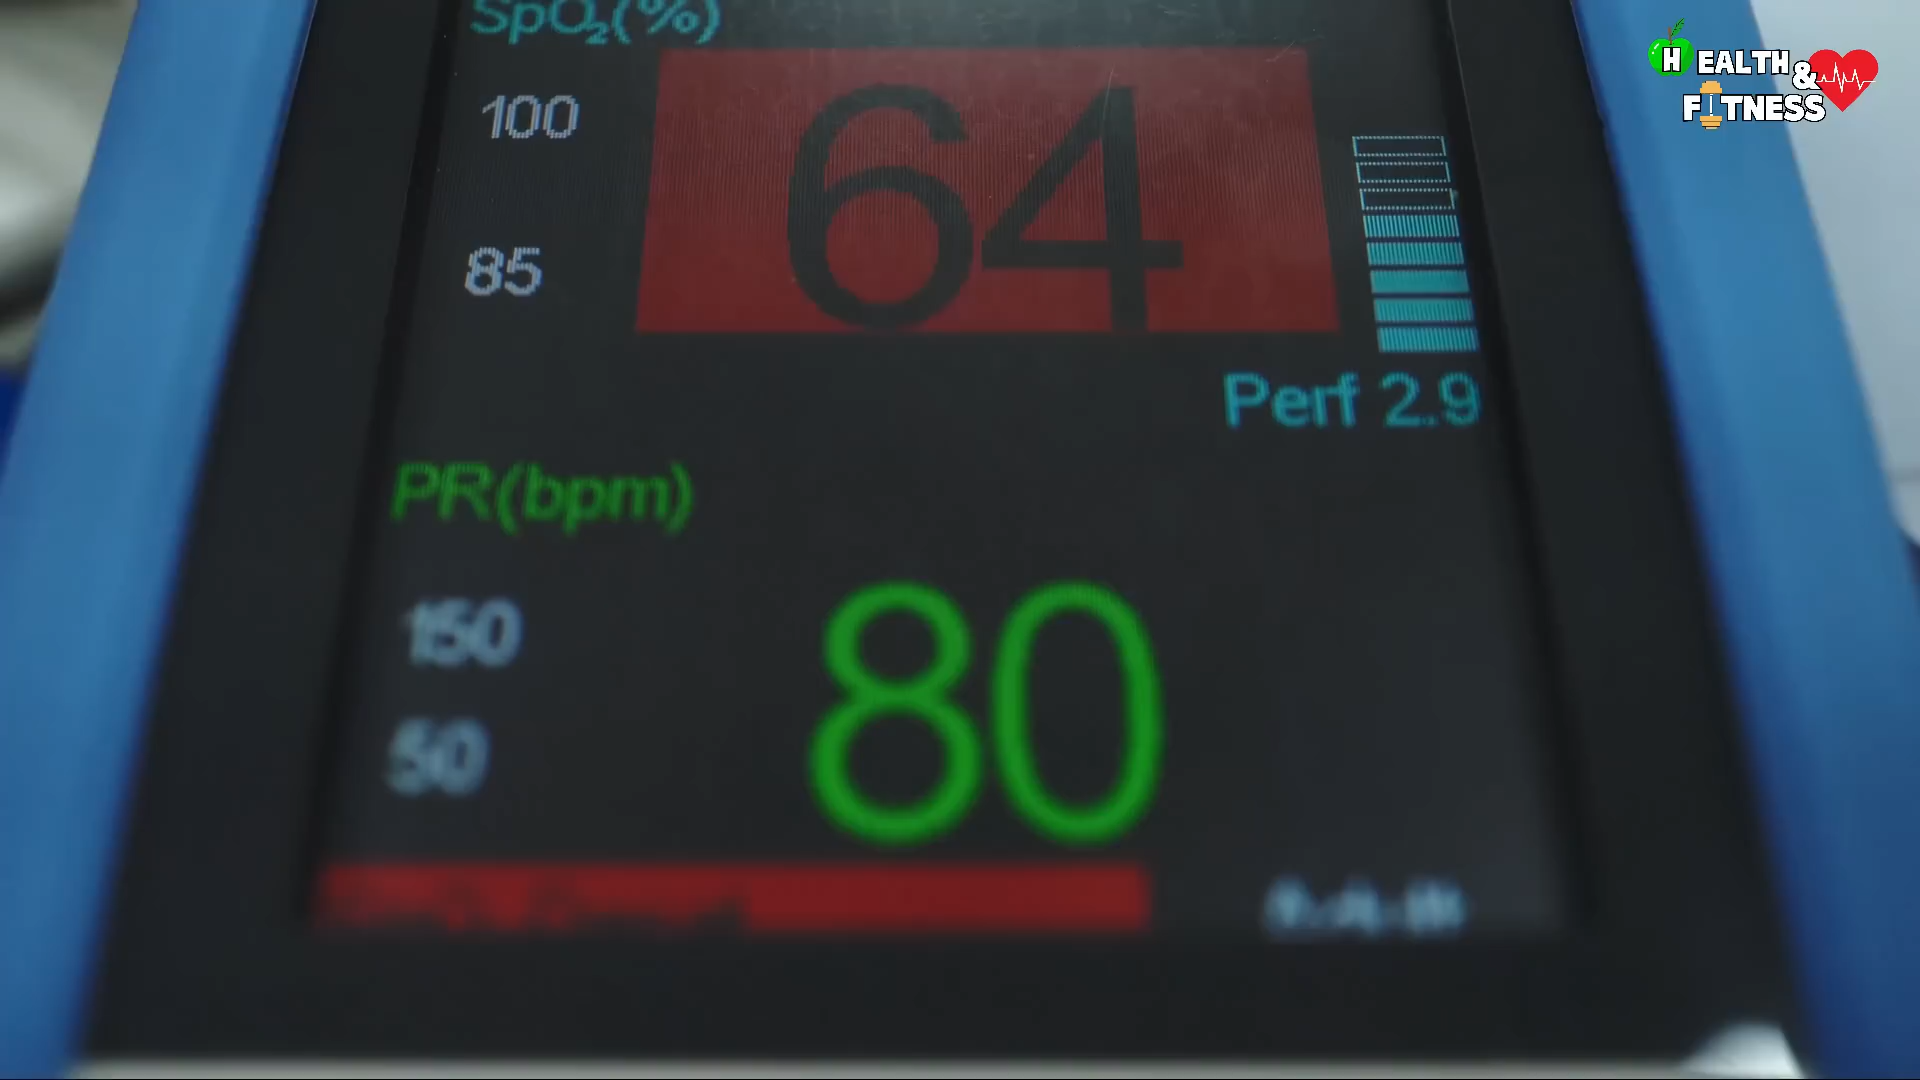 SpO₂(%)
100
64
85
Perf 2.9
PR(bpm)
150
80
50
HEALTH &
FITNESS